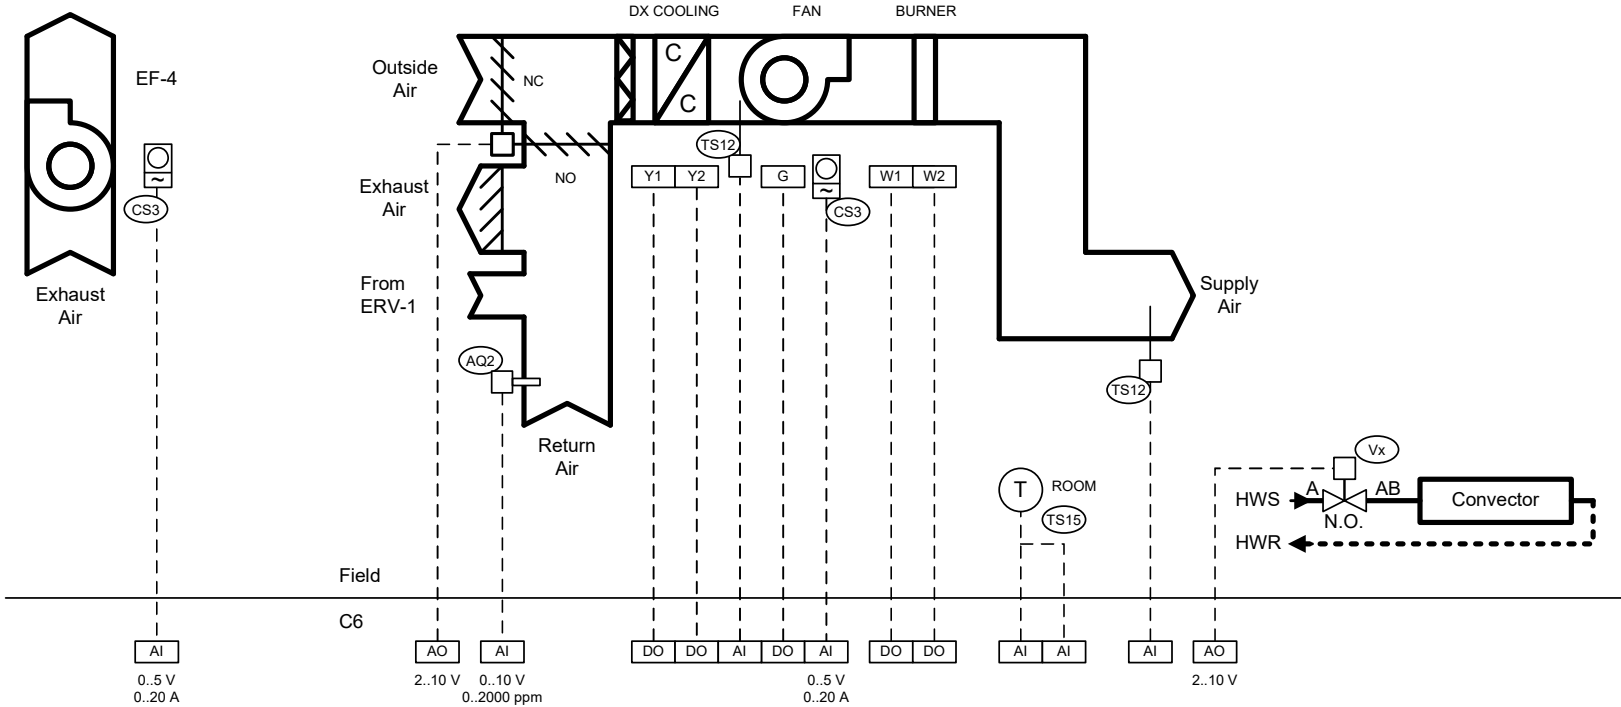 DX COOLING
FAN
BURNER
EF-4
Outside
Air
NC
C
C
TS12
NO
Y1
Y2
G
W1
W2
CS3
CS3
Exhaust
Air
From
ERV-1
Exhaust
Air
Supply
Air
AQ2
TS12
Return
Air
Vx
T
ROOM
TS15
HWS
A
AB
Convector
N.O.
HWR
Field
C6
AI
AO
AI
DO
DO
AI
DO
AI
DO
DO
AI
AI
AI
AO
0..5 V
0..20 A
2..10 V
0..10 V
0..2000 ppm
0..5 V
0..20 A
2..10 V